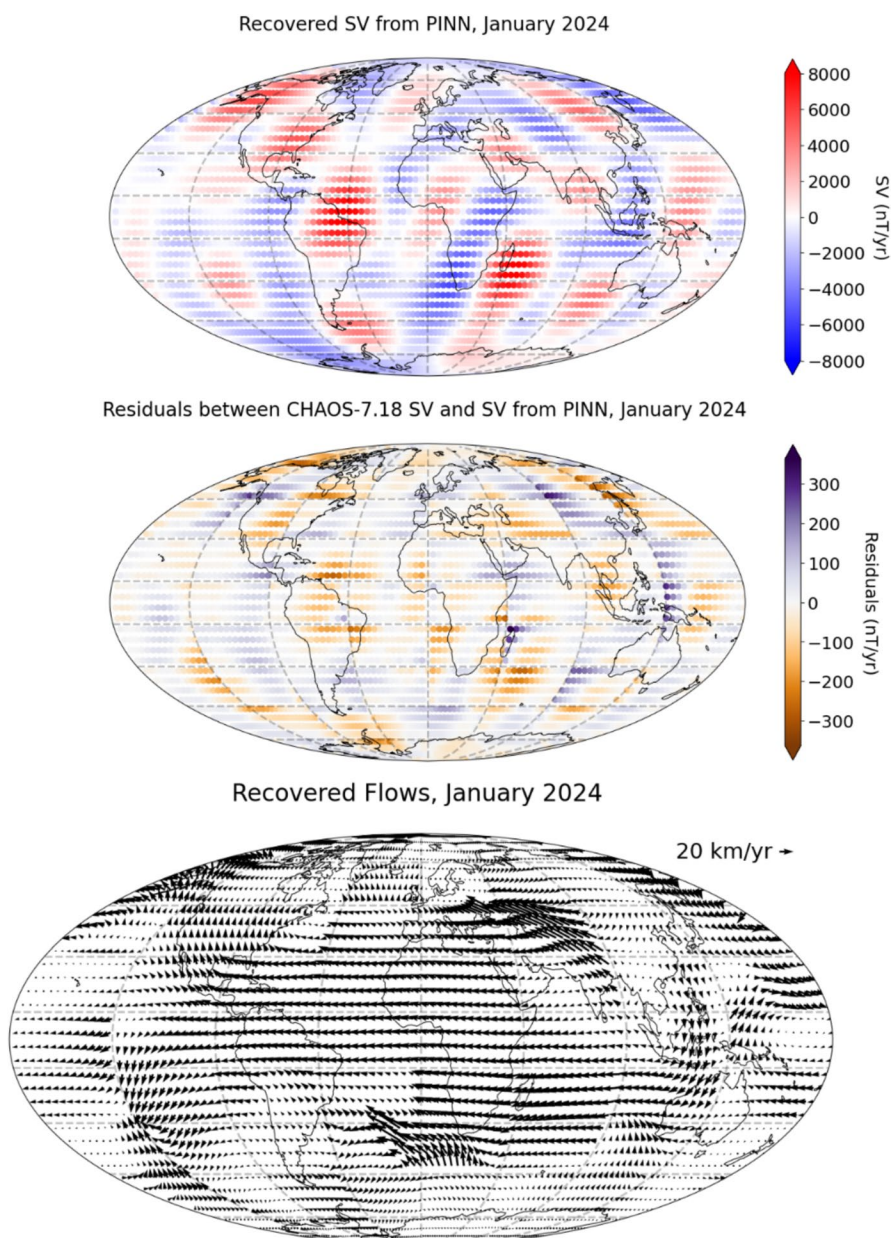 Recovered SV from PINN, January 2024
8000
6000
4000
2000
0
−2000
−4000
−6000
−8000
SV (nT/yr)
Residuals between CHAOS-7.18 SV and SV from PINN, January 2024
300
200
100
0
−100
−200
−300
Residuals (nT/yr)
Recovered Flows, January 2024
20 km/yr